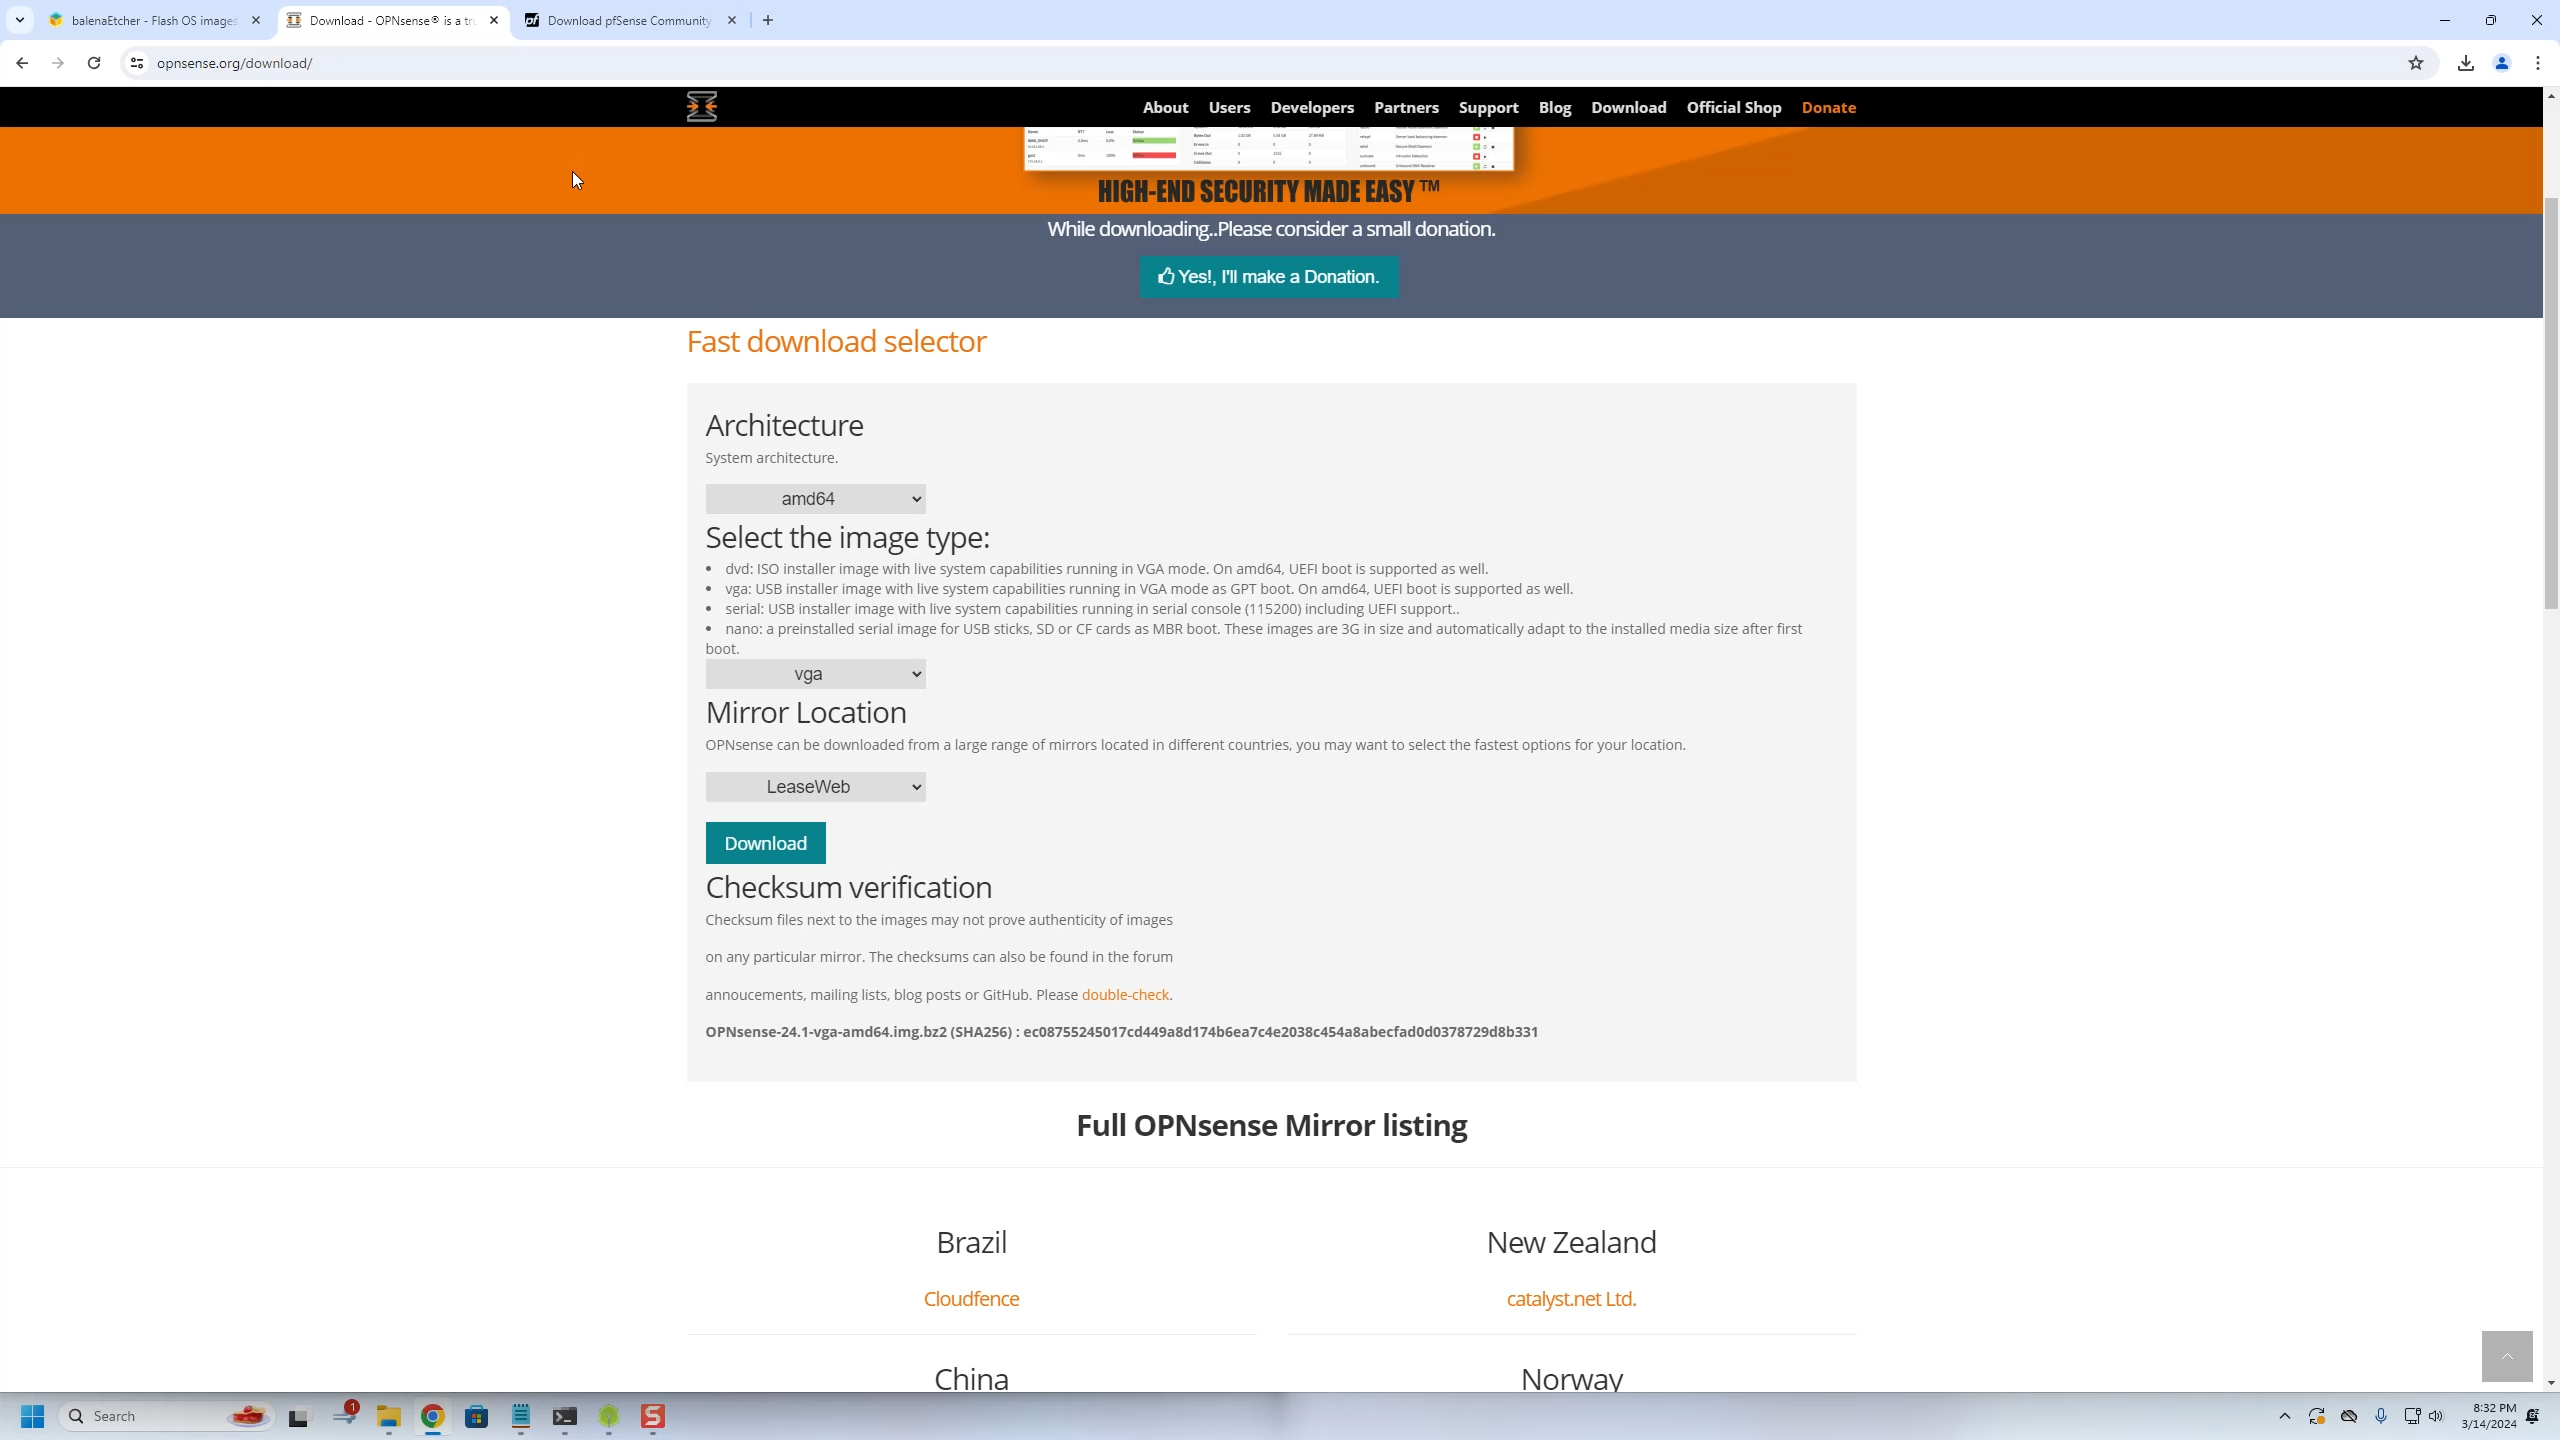 balenaEtcher - Flash OS images
Download - OPNsense® is a tru
Download pfSense Community
opnsense.org/download/
About Users Developers Partners Support Blog Download Official Shop Donate
HIGH-END SECURITY MADE EASY ™
While downloading..Please consider a small donation.
Yes!, I'll make a Donation.
Fast download selector
Architecture
System architecture.
amd64
Select the image type:
• dvd: ISO installer image with live system capabilities running in VGA mode. On amd64, UEFI boot is supported as well.
• vga: USB installer image with live system capabilities running in VGA mode as GPT boot. On amd64, UEFI boot is supported as well.
• serial: USB installer image with live system capabilities running in serial console (115200) including UEFI support..
• nano: a preinstalled serial image for USB sticks, SD or CF cards as MBR boot. These images are 3G in size and automatically adapt to the installed media size after first
boot.
vga
Mirror Location
OPNsense can be downloaded from a large range of mirrors located in different countries, you may want to select the fastest options for your location.
LeaseWeb
Download
Checksum verification
Checksum files next to the images may not prove authenticity of images
on any particular mirror. The checksums can also be found in the forum
annoucements, mailing lists, blog posts or GitHub. Please double-check.
OPNsense-24.1-vga-amd64.img.bz2 (SHA256) : ec08755245017cd449a8d174b6ea7c4e2038c454a8abecfad0d0378729d8b331
Full OPNsense Mirror listing
Brazil
New Zealand
Cloudfence
catalyst.net Ltd.
China
Norway
Search
1
8:32 PM
3/14/2024